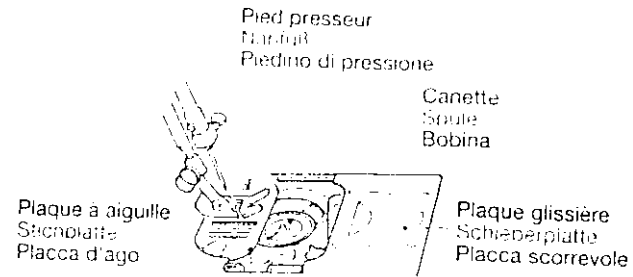 Pied presseur
Nähfuß
Piedino di pressione
Canette
Spule
Bobina
Plaque à aiguille
Stichplatte
Placca d'ago
Plaque glissière
Schieberplatte
Placca scorrevole